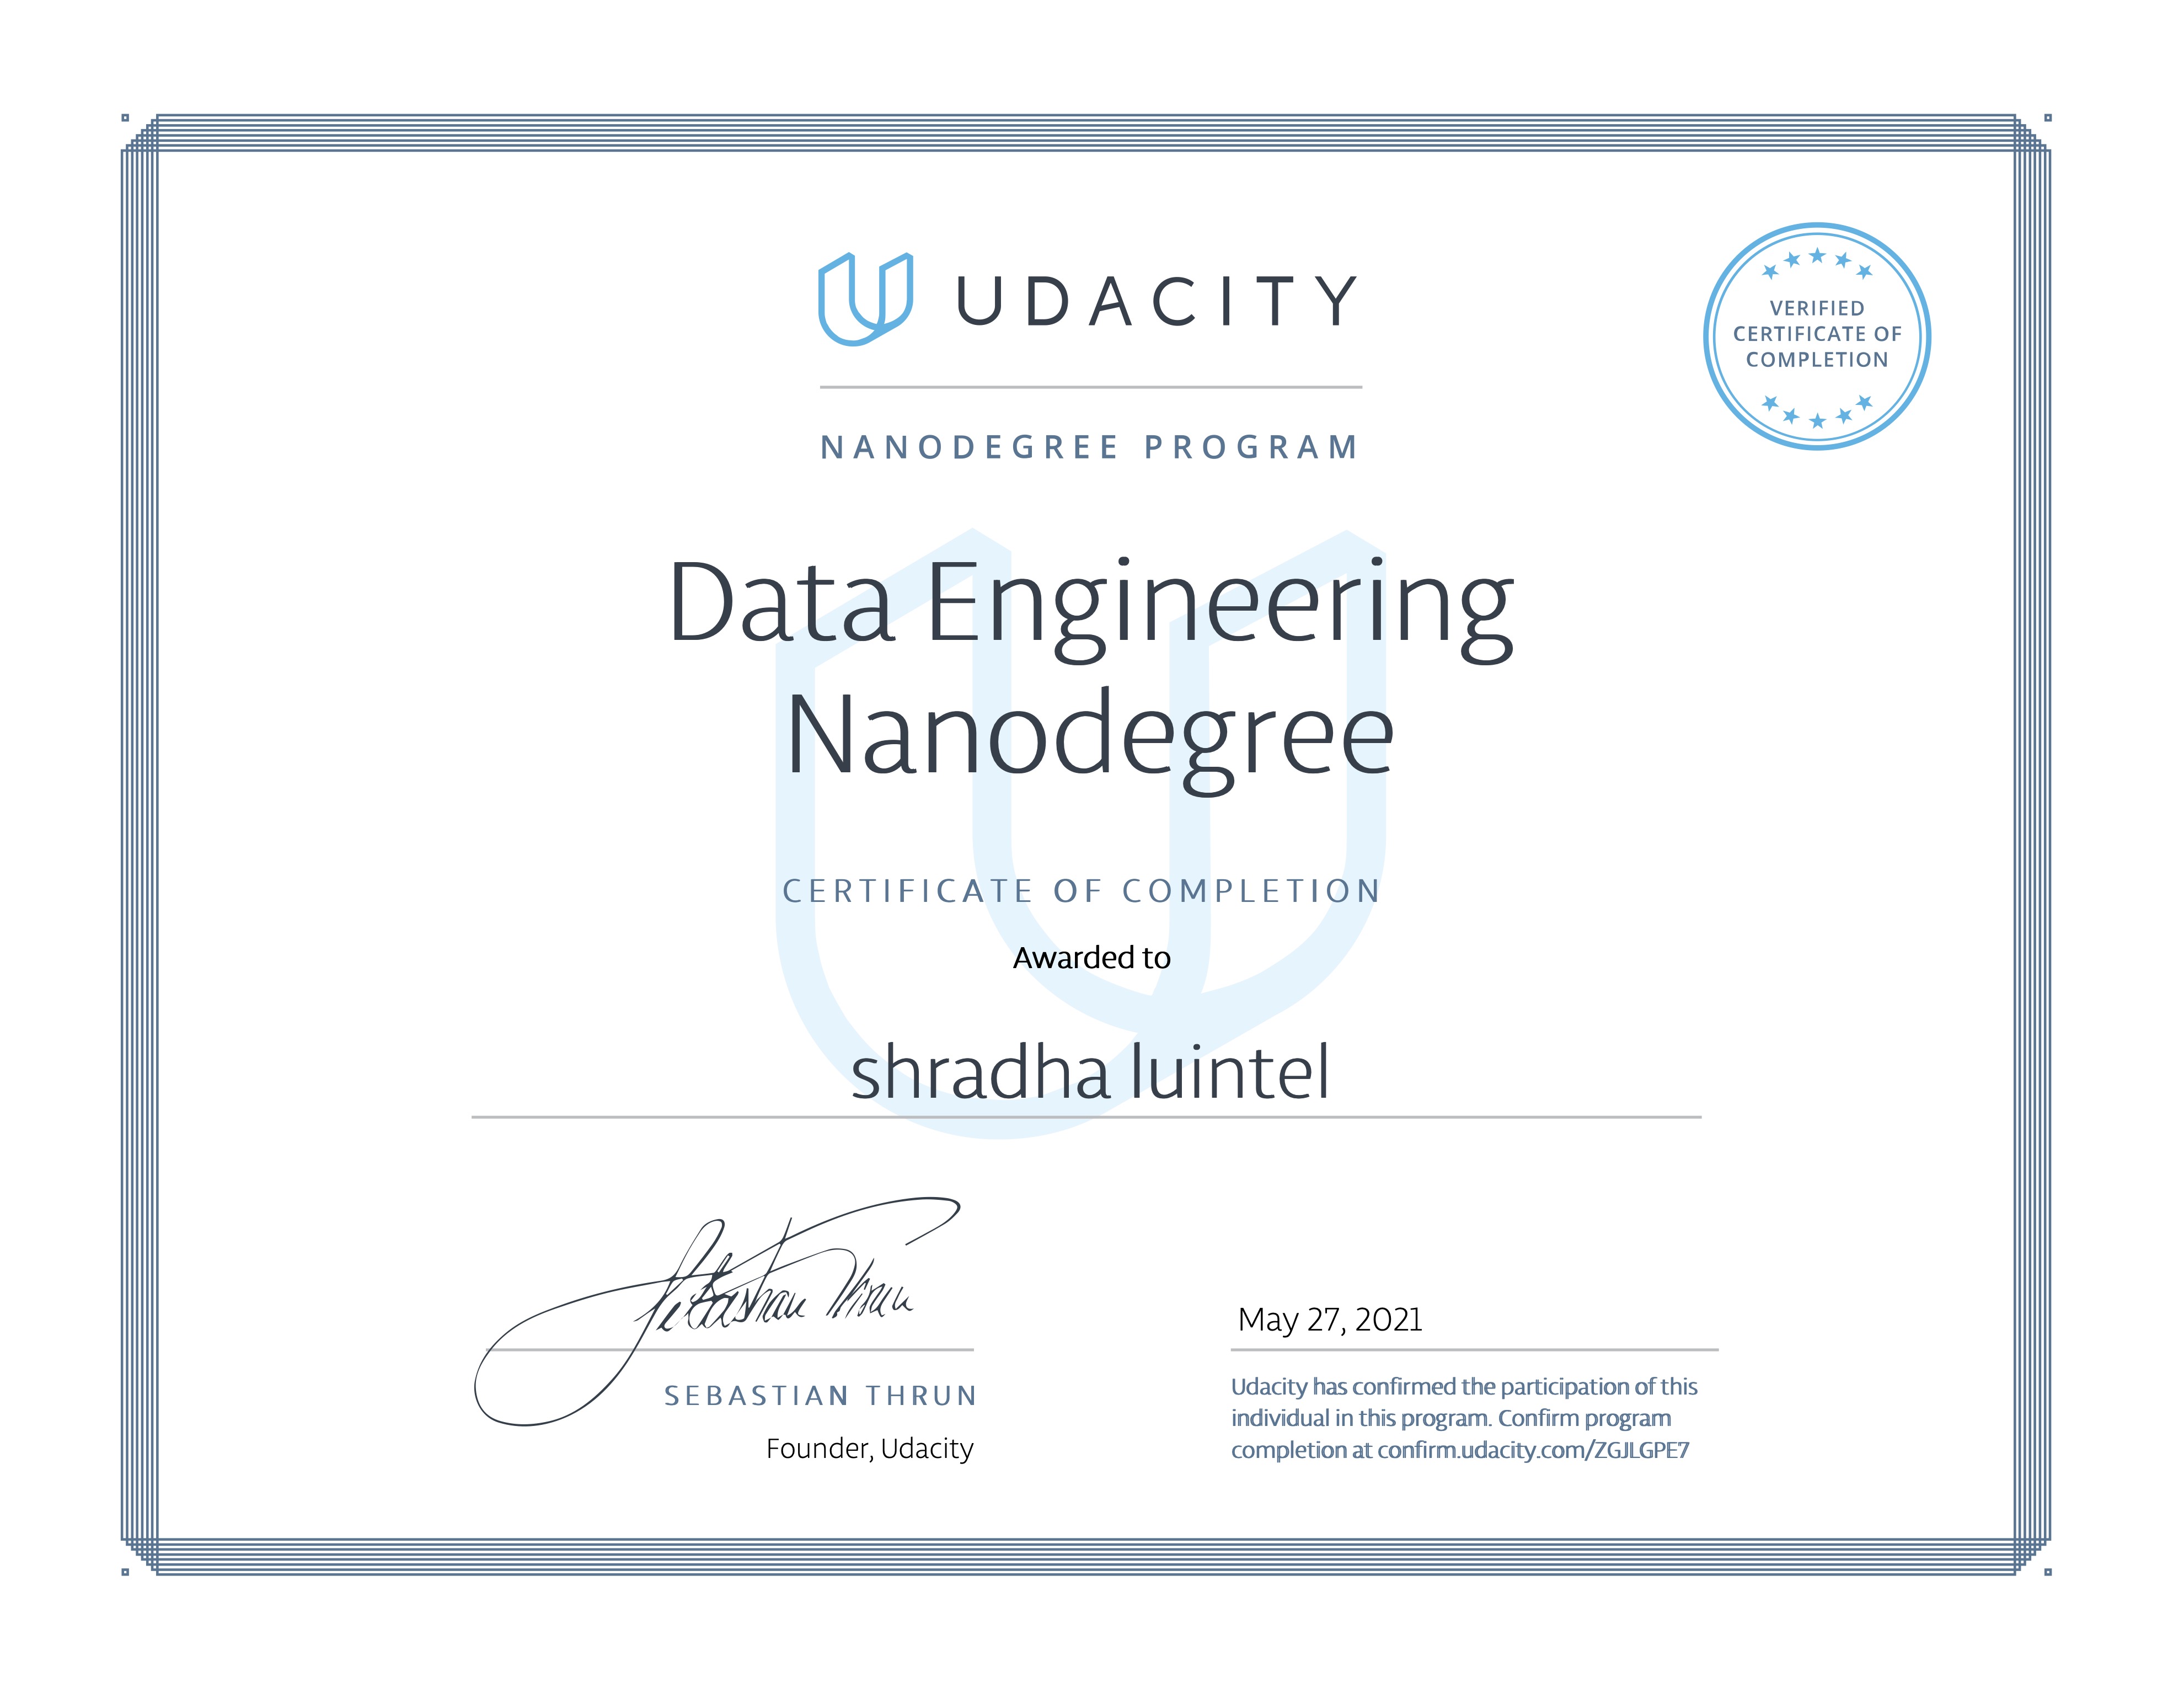 UDACITY
VERIFIED
CERTIFICATE OF
COMPLETION
NANODEGREE PROGRAM
Data Engineering
Nanodegree
CERTIFICATE OF COMPLETION
Awarded to
shradha luintel
Sebastian Thrun
May 27, 2021
SEBASTIAN THRUN
Founder, Udacity
Udacity has confirmed the participation of this
individual in this program. Confirm program
completion at confirm.udacity.com/ZGJLGPE7